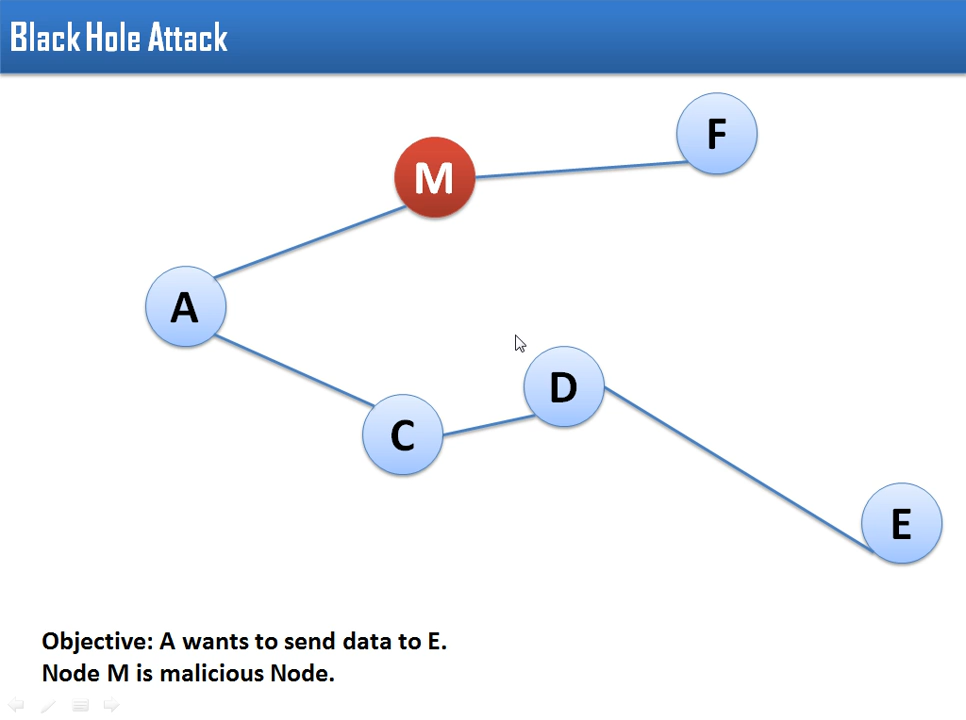 Black Hole Attack
F
M
A
D
C
E
Objective: A wants to send data to E.
Node M is malicious Node.